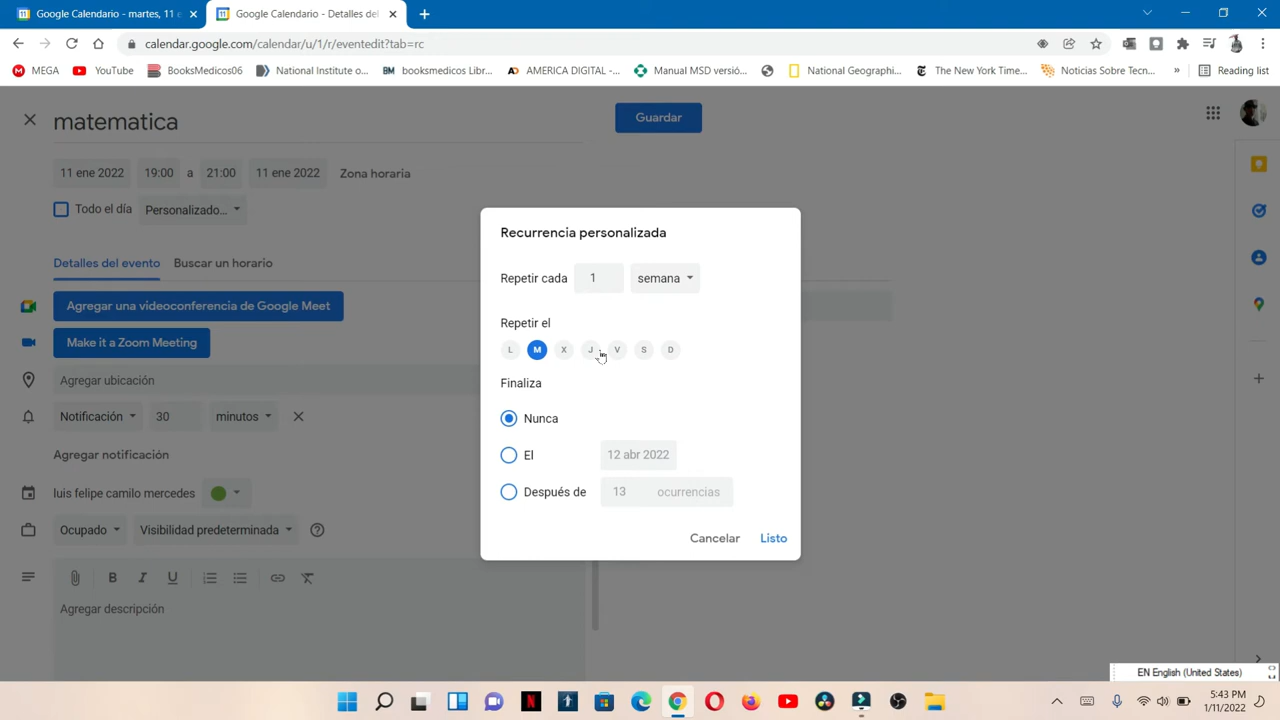 Google Calendario - martes, 11 e
Google Calendario - Detalles del
calendar.google.com/calendar/u/1/r/eventedit?tab=rc
MEGA
YouTube
BooksMedicos06
National Institute o...
BM booksmedicos Libr...
AD AMERICA DIGITAL -...
Manual MSD versió...
National Geographi...
The New York Time...
Noticias Sobre Tecn...
»
Reading list
matematica
Guardar
11 ene 2022
19:00
a
21:00
11 ene 2022
Zona horaria
Todo el día
Personalizado...
Recurrencia personalizada
Repetir cada
1
semana
Repetir el
L M X J V S D
Finaliza
Nunca
El
12 abr 2022
Después de
13
ocurrencias
Cancelar
Listo
Detalles del evento
Buscar un horario
Agregar una videoconferencia de Google Meet
Make it a Zoom Meeting
Agregar ubicación
Notificación
30
minutos
Agregar notificación
luis felipe camilo mercedes
Ocupado
Visibilidad predeterminada
B I U
Agregar descripción
EN English (United States)
5:43 PM
1/11/2022